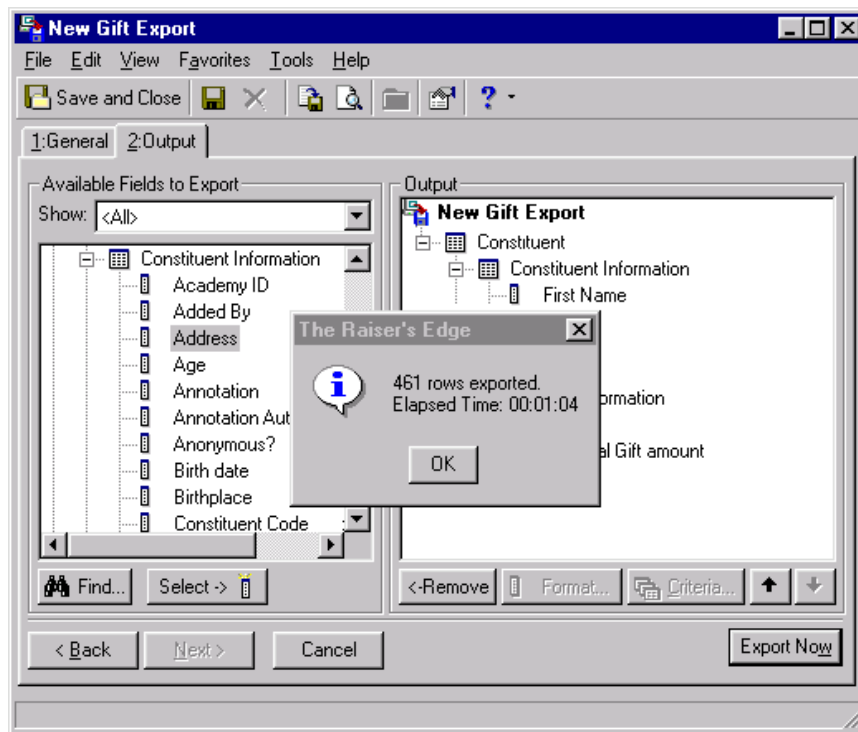 New Gift Export
File Edit View Favorites Tools Help
Save and Close
1:General 2:Output
Available Fields to Export
Show: <All>
Constituent Information
Academy ID
Added By
Address
Age
Annotation
Annotation Aut
Anonymous?
Birth date
Birthplace
Constituent Code
Find... Select ->
Output
New Gift Export
Constituent
Constituent Information
First Name
ormation
al Gift amount
<-Remove Format... Criteria...
The Raiser's Edge
461 rows exported.
Elapsed Time: 00:01:04
OK
< Back Next > Cancel Export Now